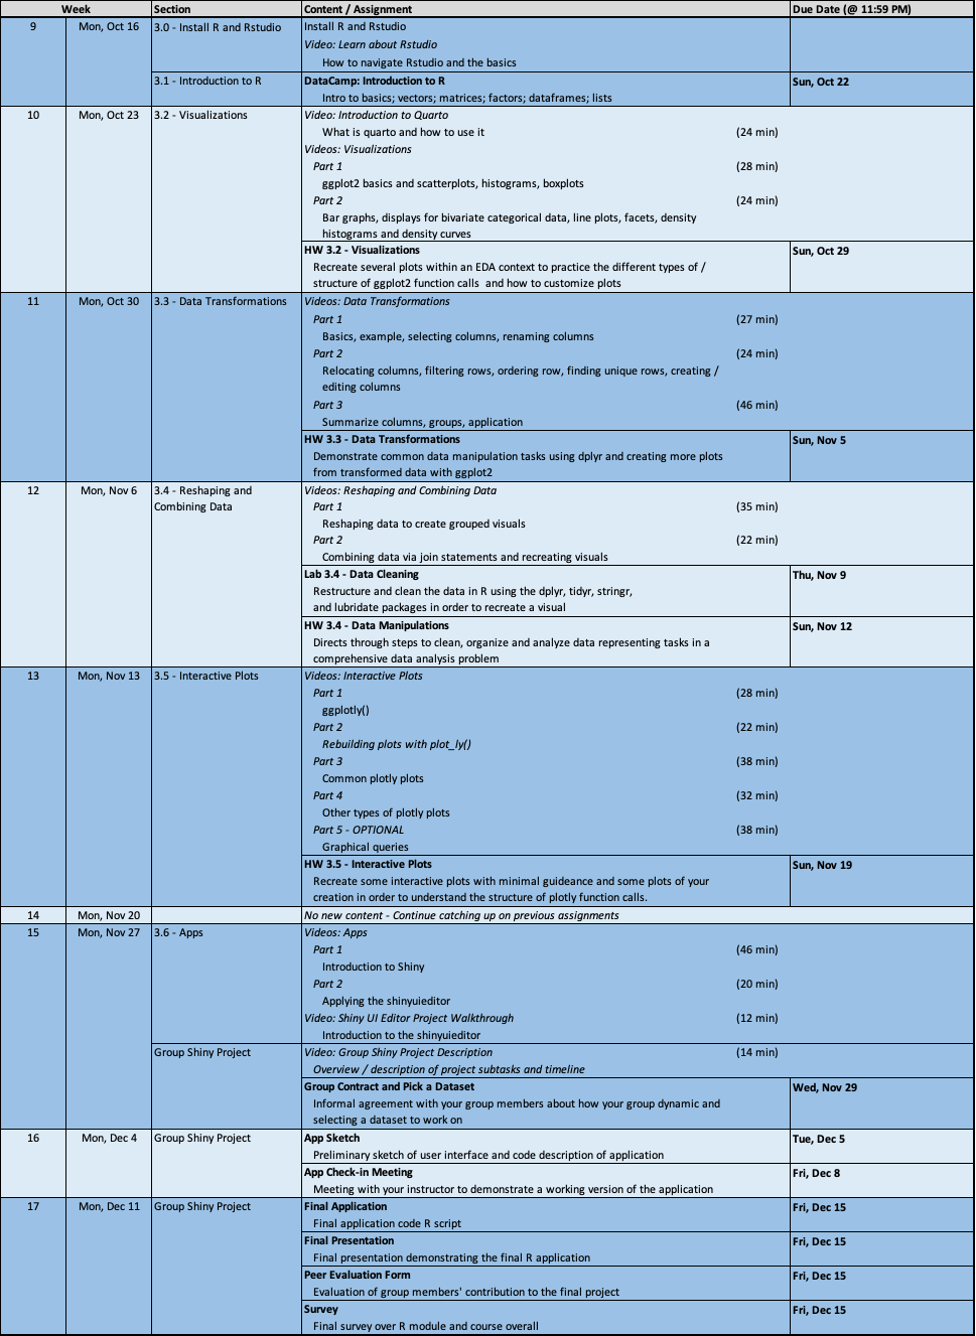 Week Section Content / Assignment Due Date (@ 11:59 PM)
9 Mon, Oct 16 3.0 - Install R and Rstudio Install R and Rstudio
Video: Learn about Rstudio
How to navigate Rstudio and the basics
3.1 - Introduction to R DataCamp: Introduction to R Sun, Oct 22
Intro to basics; vectors; matrices; factors; dataframes; lists
10 Mon, Oct 23 3.2 - Visualizations Video: Introduction to Quarto
What is quarto and how to use it (24 min)
Videos: Visualizations
Part 1 (28 min)
ggplot2 basics and scatterplots, histograms, boxplots
Part 2 (24 min)
Bar graphs, displays for bivariate categorical data, line plots, facets, density
histograms and density curves
HW 3.2 - Visualizations Sun, Oct 29
Recreate several plots within an EDA context to practice the different types of /
structure of ggplot2 function calls and how to customize plots
11 Mon, Oct 30 3.3 - Data Transformations Videos: Data Transformations
Part 1 (27 min)
Basics, example, selecting columns, renaming columns
Part 2 (24 min)
Relocating columns, filtering rows, ordering row, finding unique rows, creating /
editing columns
Part 3 (46 min)
Summarize columns, groups, application
HW 3.3 - Data Transformations Sun, Nov 5
Demonstrate common data manipulation tasks using dplyr and creating more plots
from transformed data with ggplot2
12 Mon, Nov 6 3.4 - Reshaping and Videos: Reshaping and Combining Data
Combining Data Part 1 (35 min)
Reshaping data to create grouped visuals
Part 2 (22 min)
Combining data via join statements and recreating visuals
Lab 3.4 - Data Cleaning Thu, Nov 9
Restructure and clean the data in R using the dplyr, tidyr, stringr,
and lubridate packages in order to recreate a visual
HW 3.4 - Data Manipulations Sun, Nov 12
Directs through steps to clean, organize and analyze data representing tasks in a
comprehensive data analysis problem
13 Mon, Nov 13 3.5 - Interactive Plots Videos: Interactive Plots
Part 1 (28 min)
ggplotly()
Part 2 (22 min)
Rebuilding plots with plot_ly()
Part 3 (38 min)
Common plotly plots
Part 4 (32 min)
Other types of plotly plots
Part 5 - OPTIONAL (38 min)
Graphical queries
HW 3.5 - Interactive Plots Sun, Nov 19
Recreate some interactive plots with minimal guideance and some plots of your
creation in order to understand the structure of plotly function calls.
14 Mon, Nov 20 No new content - Continue catching up on previous assignments
15 Mon, Nov 27 3.6 - Apps Videos: Apps
Part 1 (46 min)
Introduction to Shiny
Part 2 (20 min)
Applying the shinyuieditor
Video: Shiny UI Editor Project Walkthrough (12 min)
Introduction to the shinyuieditor
Group Shiny Project Video: Group Shiny Project Description (14 min)
Overview / description of project subtasks and timeline
Group Contract and Pick a Dataset Wed, Nov 29
Informal agreement with your group members about how your group dynamic and
selecting a dataset to work on
16 Mon, Dec 4 Group Shiny Project App Sketch Tue, Dec 5
Preliminary sketch of user interface and code description of application
App Check-in Meeting Fri, Dec 8
Meeting with your instructor to demonstrate a working version of the application
17 Mon, Dec 11 Group Shiny Project Final Application Fri, Dec 15
Final application code R script
Final Presentation Fri, Dec 15
Final presentation demonstrating the final R application
Peer Evaluation Form Fri, Dec 15
Evaluation of group members' contribution to the final project
Survey Fri, Dec 15
Final survey over R module and course overall